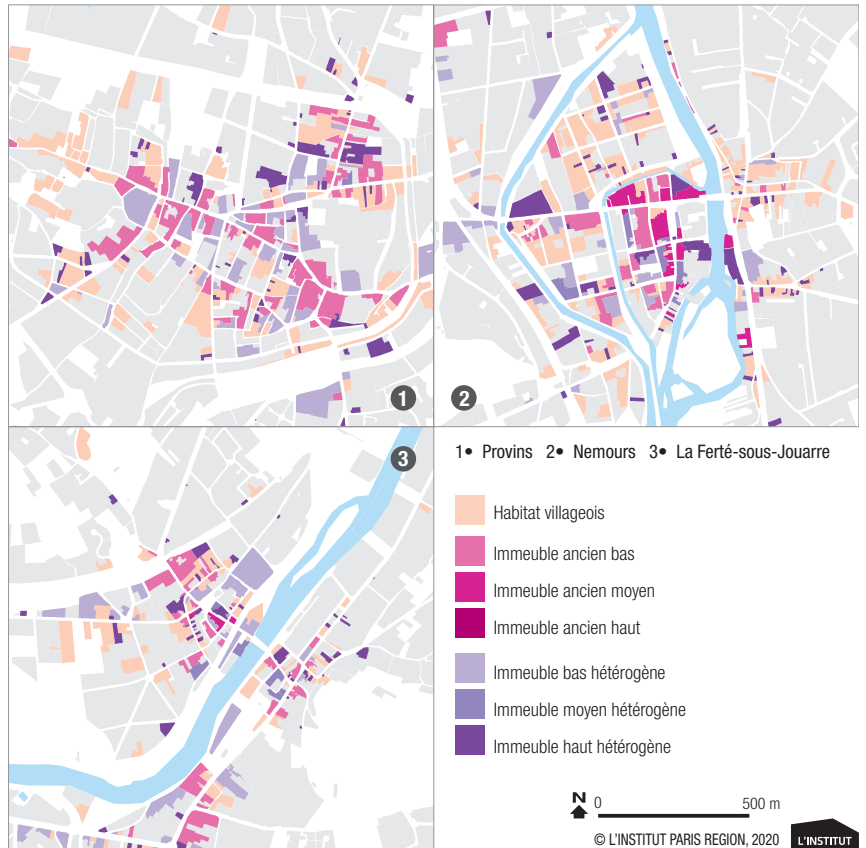 1
2
3
1• Provins 2• Nemours 3• La Ferté-sous-Jouarre
Habitat villageois
Immeuble ancien bas
Immeuble ancien moyen
Immeuble ancien haut
Immeuble bas hétérogène
Immeuble moyen hétérogène
Immeuble haut hétérogène
N 0 500 m
© L'INSTITUT PARIS REGION, 2020
L'INSTITUT